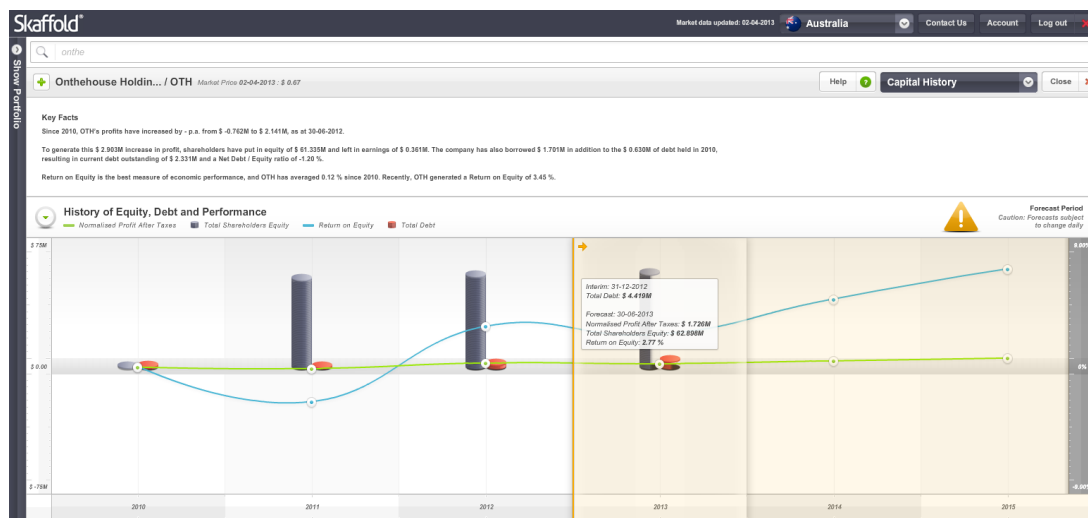 Skaffold®
Market data updated: 02-04-2013
Australia
Contact Us
Account
Log out
Show Portfolio
onthe
Onthehouse Holdin... / OTH Market Price 02-04-2013 : $ 0.67
Help
Capital History
Close
Key Facts
Since 2010, OTH's profits have increased by - p.a. from $ -0.762M to $ 2.141M, as at 30-06-2012.
To generate this $ 2.903M increase in profit, shareholders have put in equity of $ 61.335M and left in earnings of $ 0.361M. The company has also borrowed $ 1.701M in addition to the $ 0.630M of debt held in 2010,
resulting in current debt outstanding of $ 2.331M and a Net Debt / Equity ratio of -1.20 %.
Return on Equity is the best measure of economic performance, and OTH has averaged 0.12 % since 2010. Recently, OTH generated a Return on Equity of 3.45 %.
History of Equity, Debt and Performance
Normalised Profit After Taxes
Total Shareholders Equity
Return on Equity
Total Debt
Forecast Period
Caution: Forecasts subject
to change daily
$ 75M
8.00%
Interim: 31-12-2012
Total Debt: $ 4.419M
Forecast: 30-06-2013
Normalised Profit After Taxes: $ 1.726M
Total Shareholders Equity: $ 62.898M
Return on Equity: 2.77 %
$ 0.00
0%
$ -75M
-8.00%
2010
2011
2012
2013
2014
2015